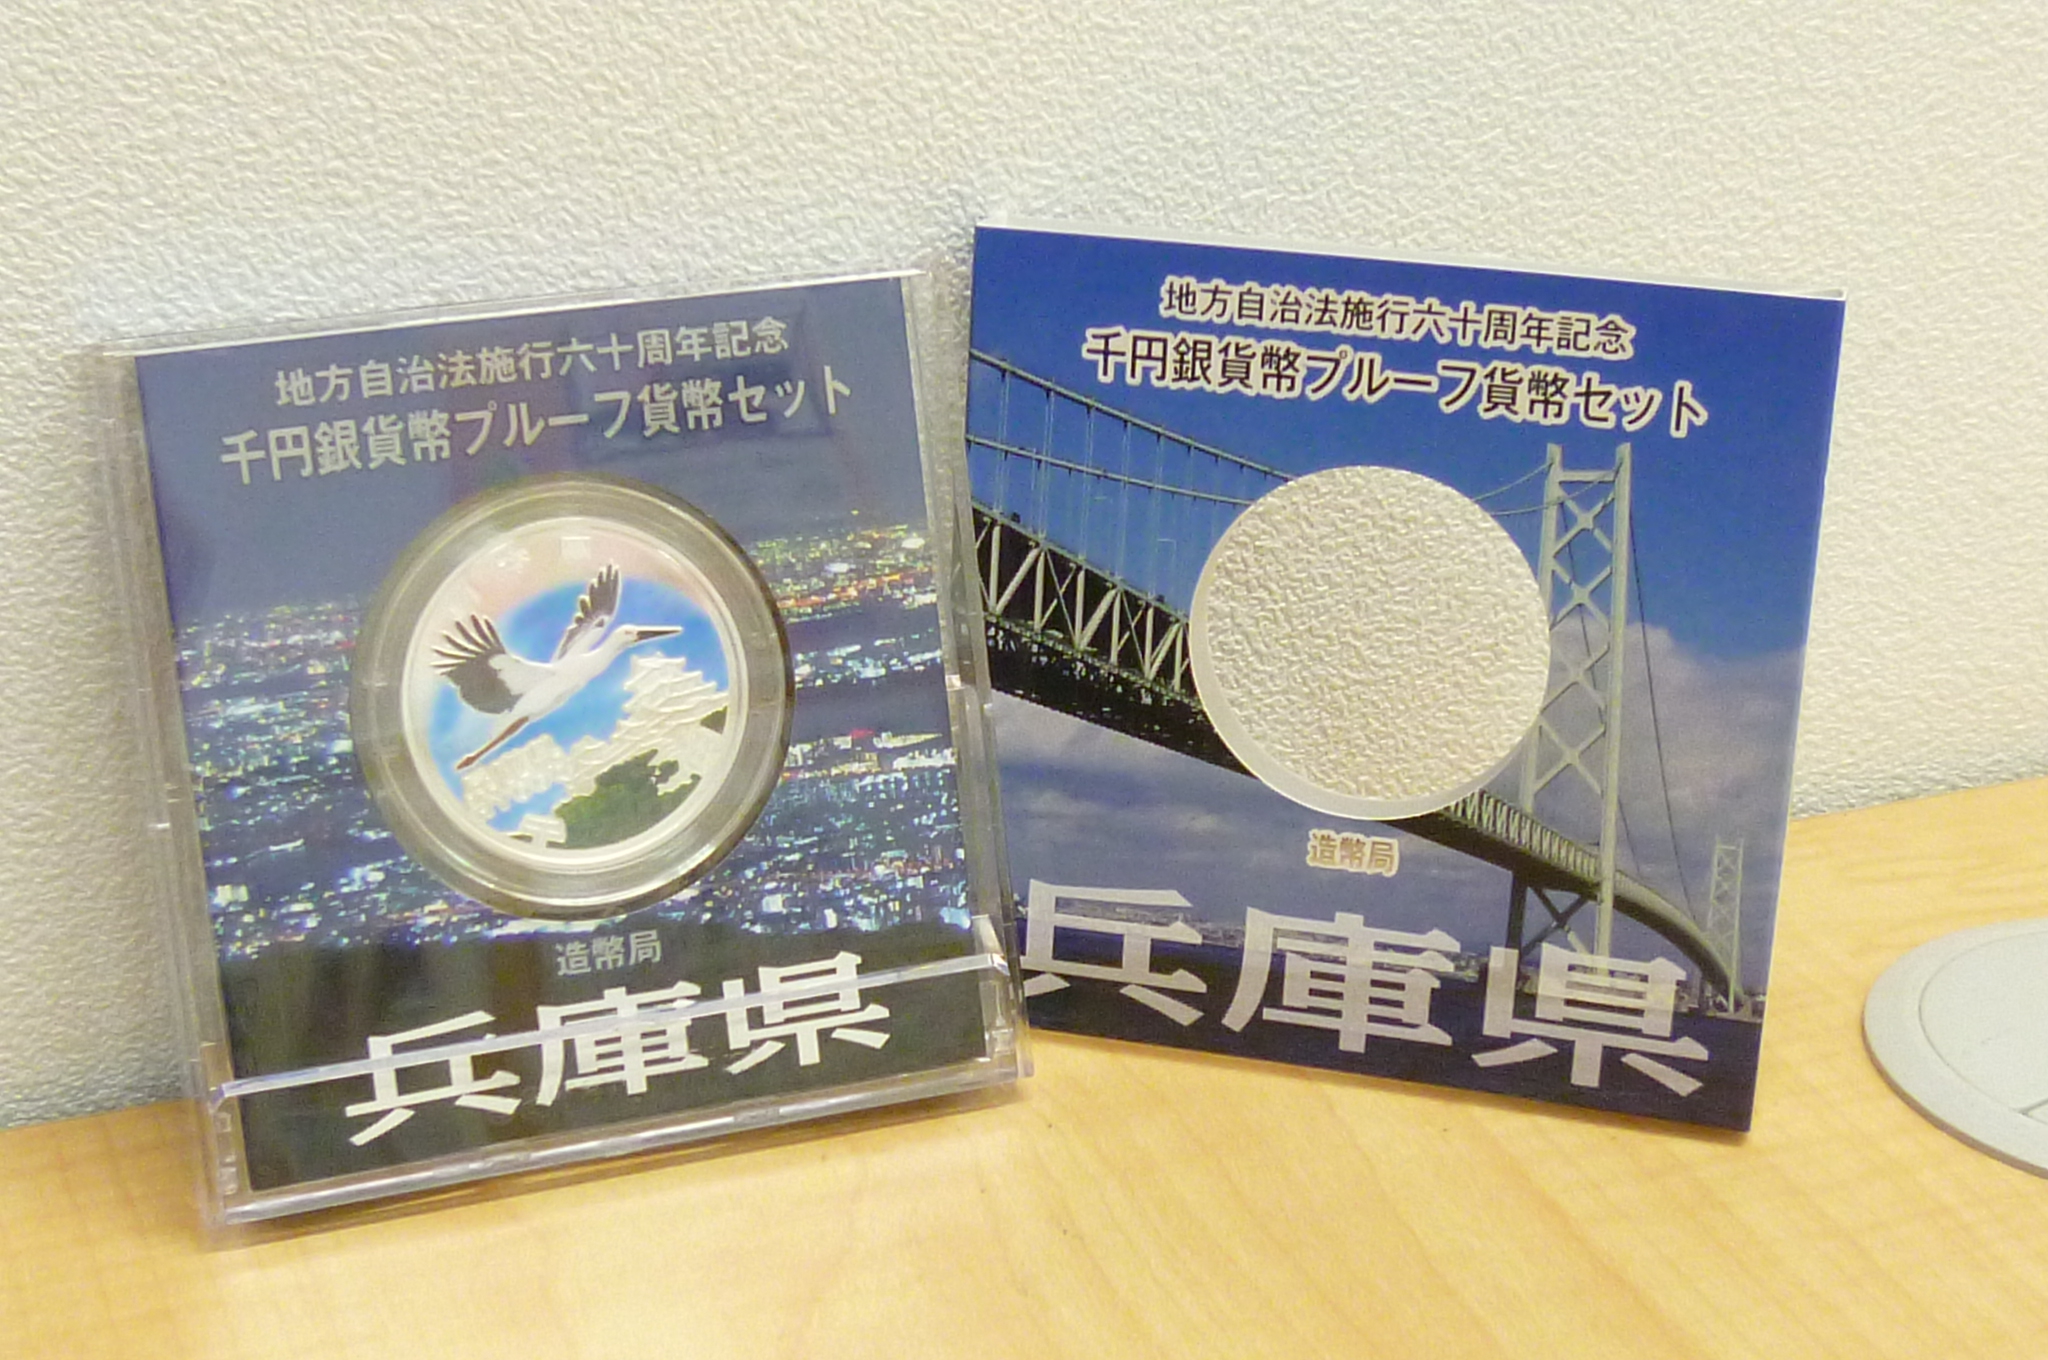 地方自治法施行六十周年記念
千円銀貨幣プルーフ貨幣セット
造幣局
兵庫県
地方自治法施行六十周年記念
千円銀貨幣プルーフ貨幣セット
造幣局
兵庫県